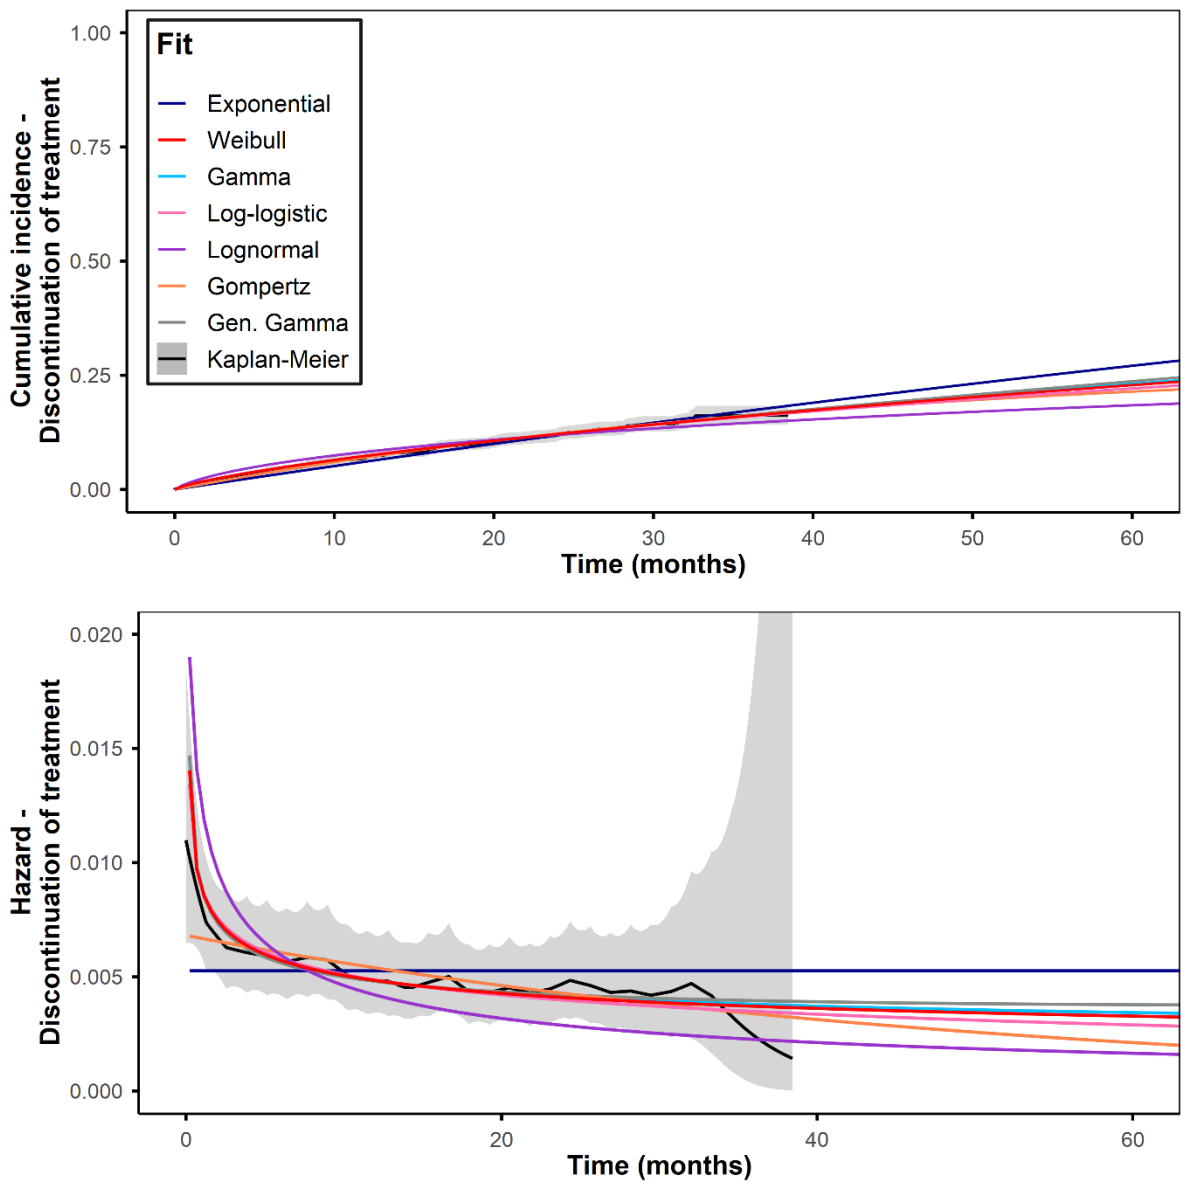 Cumulative incidence -
Discontinuation of treatment
1.00
0.75
0.50
0.25
0.00
Fit
Exponential
Weibull
Gamma
Log-logistic
Lognormal
Gompertz
Gen. Gamma
Kaplan-Meier
0 10 20 30 40 50 60
Time (months)
Hazard -
Discontinuation of treatment
0.020
0.015
0.010
0.005
0.000
0 20 40 60
Time (months)